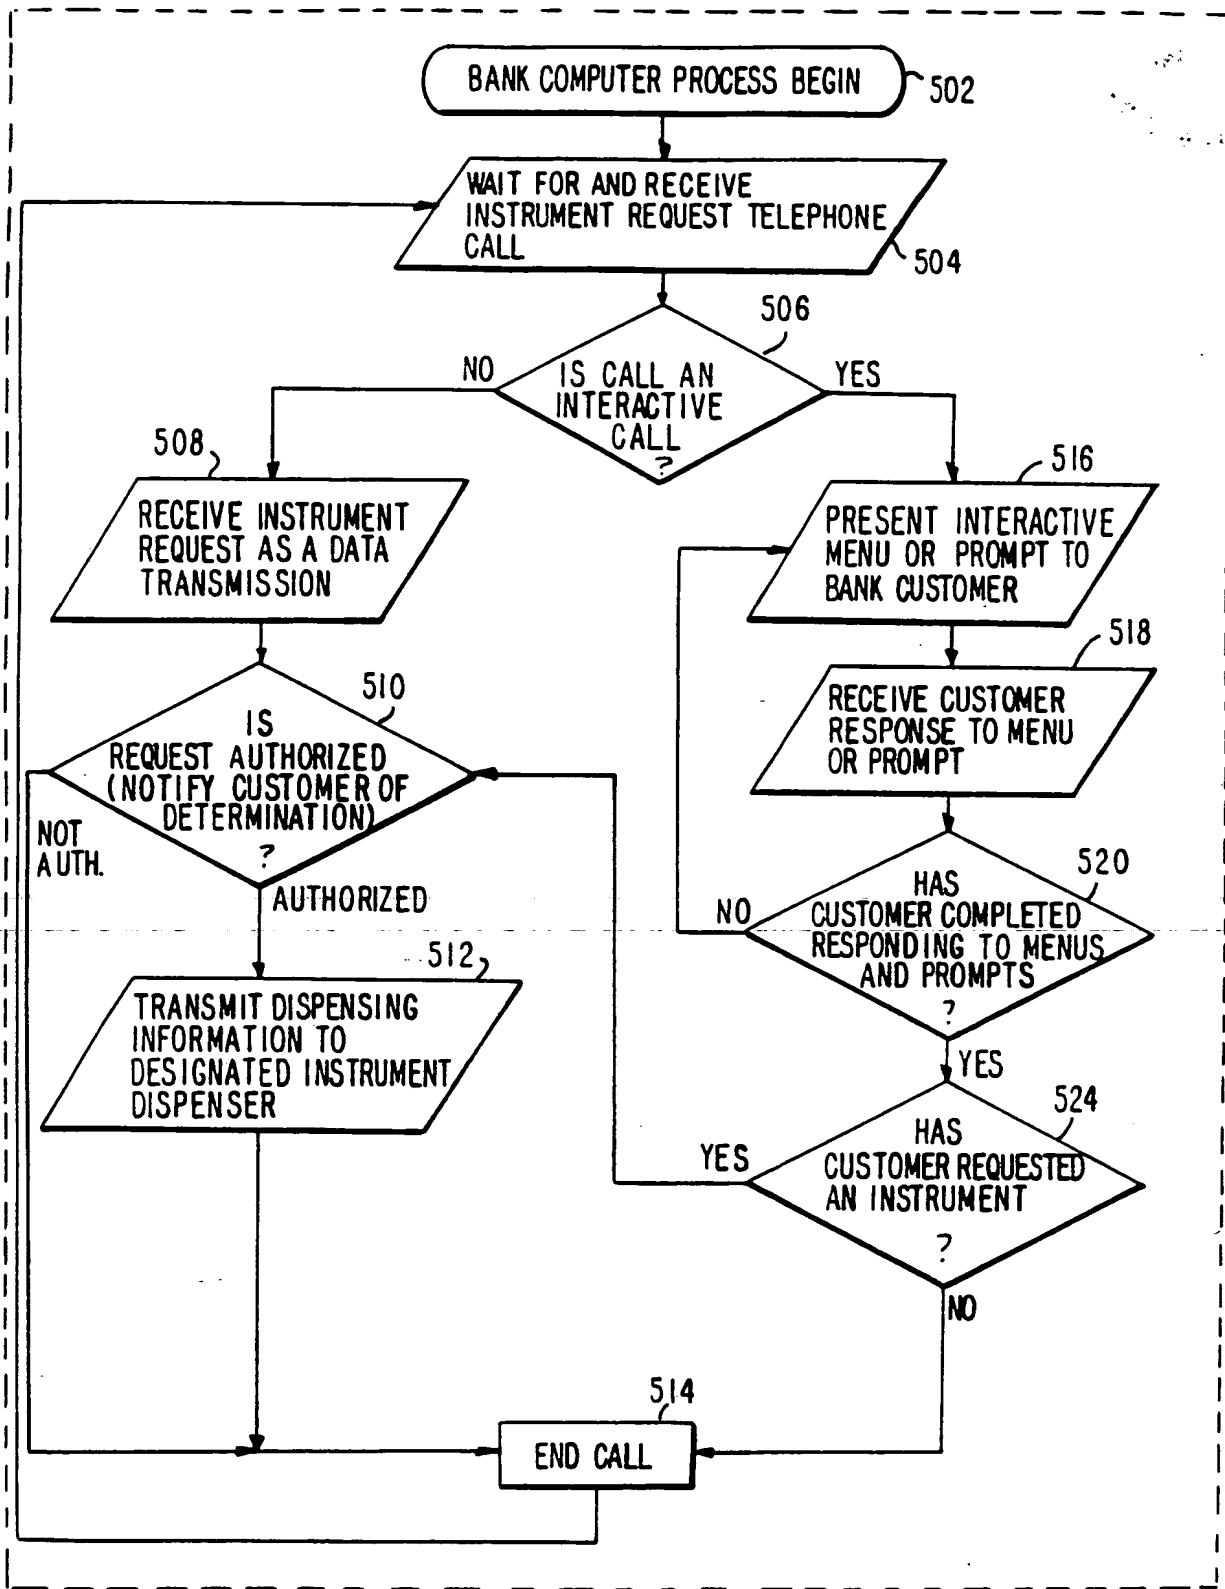 BANK COMPUTER PROCESS BEGIN
502
WAIT FOR AND RECEIVE
INSTRUMENT REQUEST TELEPHONE
CALL
504
506
NO
IS CALL AN
INTERACTIVE
CALL
?
YES
508
RECEIVE INSTRUMENT
REQUEST AS A DATA
TRANSMISSION
516
PRESENT INTERACTIVE
MENU OR PROMPT TO
BANK CUSTOMER
518
RECEIVE CUSTOMER
RESPONSE TO MENU
OR PROMPT
510
IS
REQUEST AUTHORIZED
(NOTIFY CUSTOMER OF
DETERMINATION)
?
NOT
AUTH.
AUTHORIZED
520
NO
HAS
CUSTOMER COMPLETED
RESPONDING TO MENUS
AND PROMPTS
?
YES
512
TRANSMIT DISPENSING
INFORMATION TO
DESIGNATED INSTRUMENT
DISPENSER
524
YES
HAS
CUSTOMER REQUESTED
AN INSTRUMENT
?
NO
514
END CALL